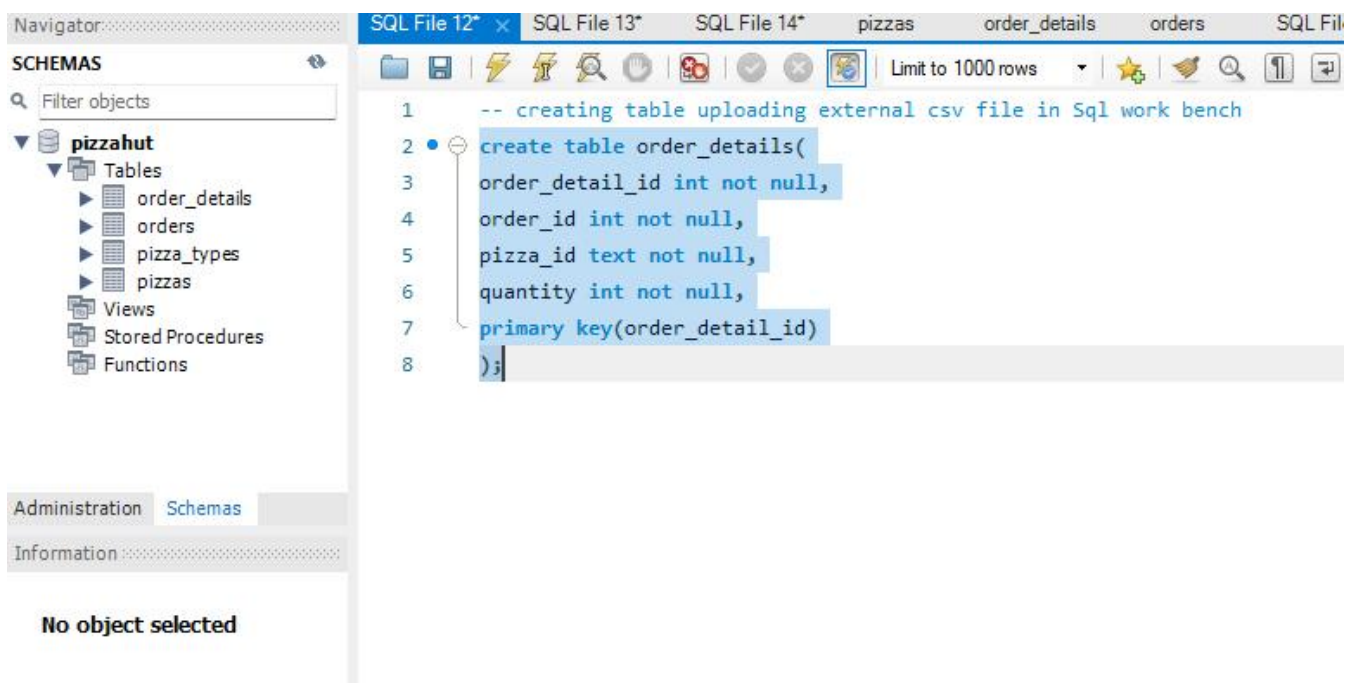 Navigator
SCHEMAS
Filter objects
pizzahut
Tables
order_details
orders
pizza_types
pizzas
Views
Stored Procedures
Functions
Administration Schemas
Information
No object selected
SQL File 12* SQL File 13* SQL File 14* pizzas order_details orders SQL Fil
Limit to 1000 rows
1 -- creating table uploading external csv file in Sql work bench
2 create table order_details(
3 order_detail_id int not null,
4 order_id int not null,
5 pizza_id text not null,
6 quantity int not null,
7 primary key(order_detail_id)
8 );